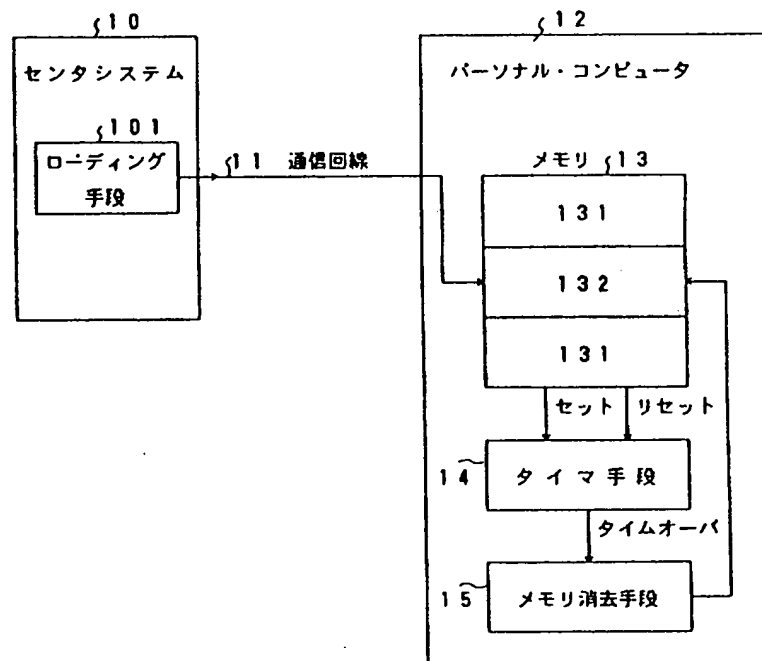 10
センタシステム
101
ローディング
手段
11 通信回線
12
パーソナル・コンピュータ
メモリ 13
131
132
131
セット リセット
14 タイマ手段
タイムオーバ
15 メモリ消去手段